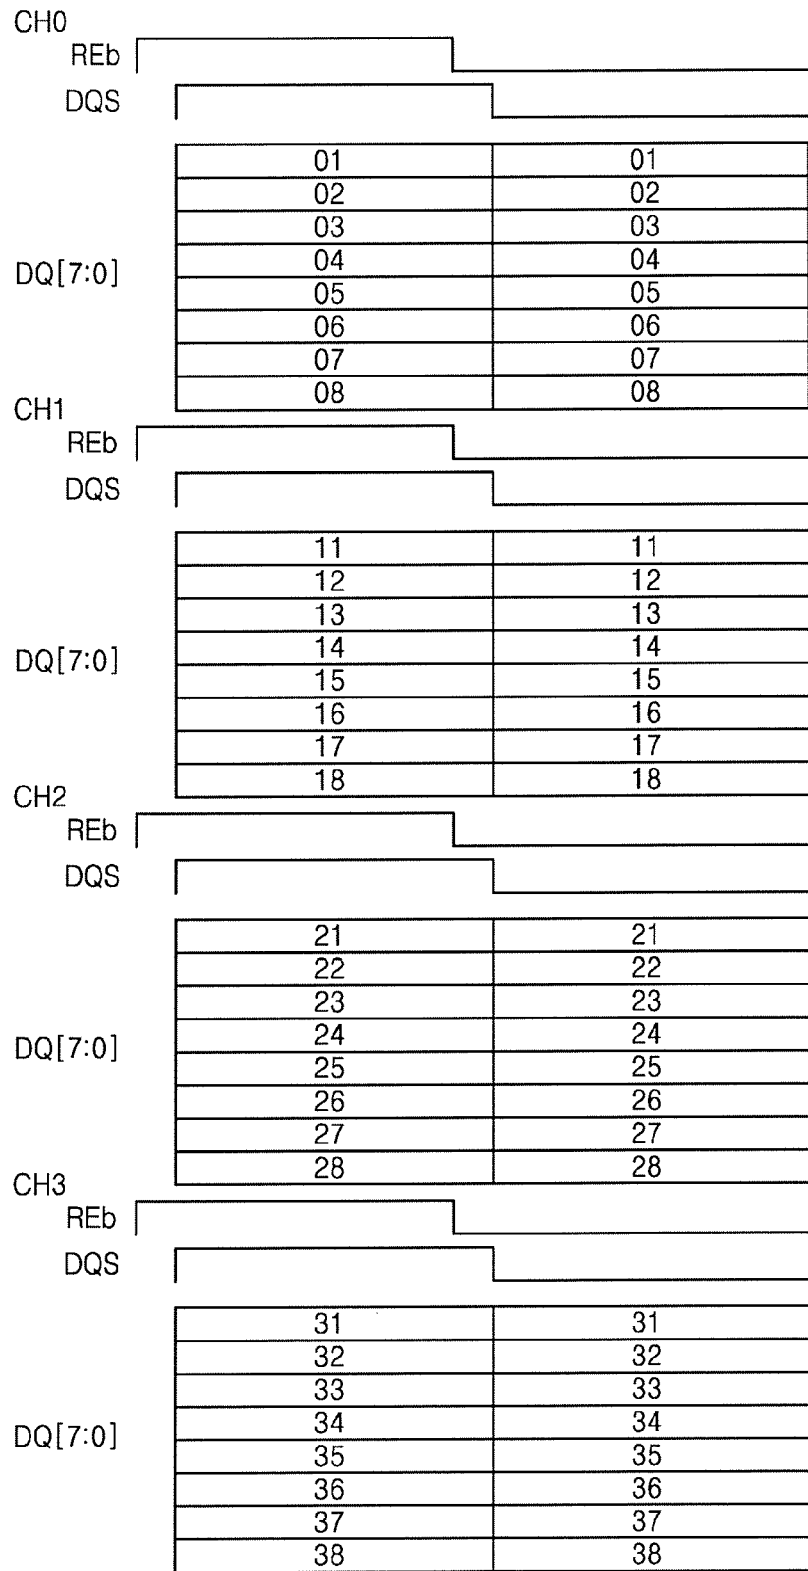 CH0
REb
DQS
01 01
02 02
03 03
DQ[7:0] 04 04
05 05
06 06
07 07
08 08
CH1
REb
DQS
11 11
12 12
13 13
DQ[7:0] 14 14
15 15
16 16
17 17
18 18
CH2
REb
DQS
21 21
22 22
23 23
DQ[7:0] 24 24
25 25
26 26
27 27
28 28
CH3
REb
DQS
31 31
32 32
33 33
DQ[7:0] 34 34
35 35
36 36
37 37
38 38